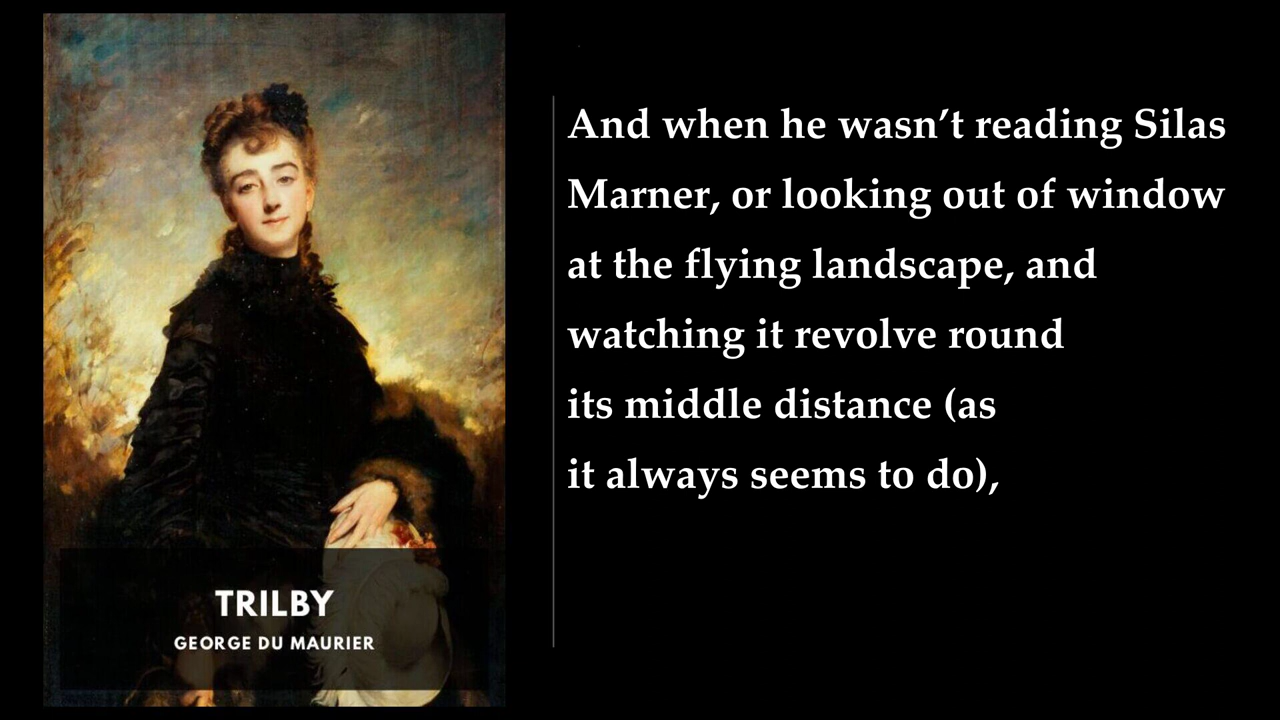 TRILBY
GEORGE DU MAURIER
And when he wasn’t reading Silas
Marner, or looking out of window
at the flying landscape, and
watching it revolve round
its middle distance (as
it always seems to do),